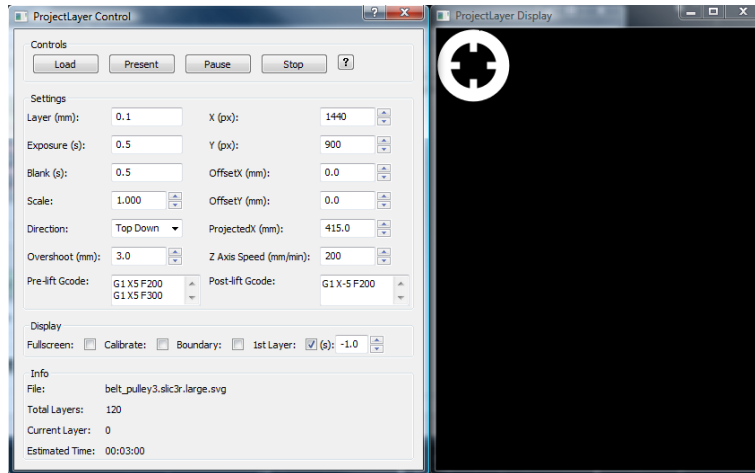 ProjectLayer Control
?
X
Controls
Load Present Pause Stop ?
Settings
Layer (mm): 0.1 X (px): 1440
Exposure (s): 0.5 Y (px): 900
Blank (s): 0.5 OffsetX (mm): 0.0
Scale: 1.000 OffsetY (mm): 0.0
Direction: Top Down ProjectedX (mm): 415.0
Overshoot (mm): 3.0 Z Axis Speed (mm/min): 200
Pre-lift Gcode: G1 X5 F200 Post-lift Gcode: G1 X-5 F200
G1 X5 F300
Display
Fullscreen: Calibrate: Boundary: 1st Layer: (s): -1.0
Info
File: belt_pulley3.slic3r.large.svg
Total Layers: 120
Current Layer: 0
Estimated Time: 00:03:00
ProjectLayer Display